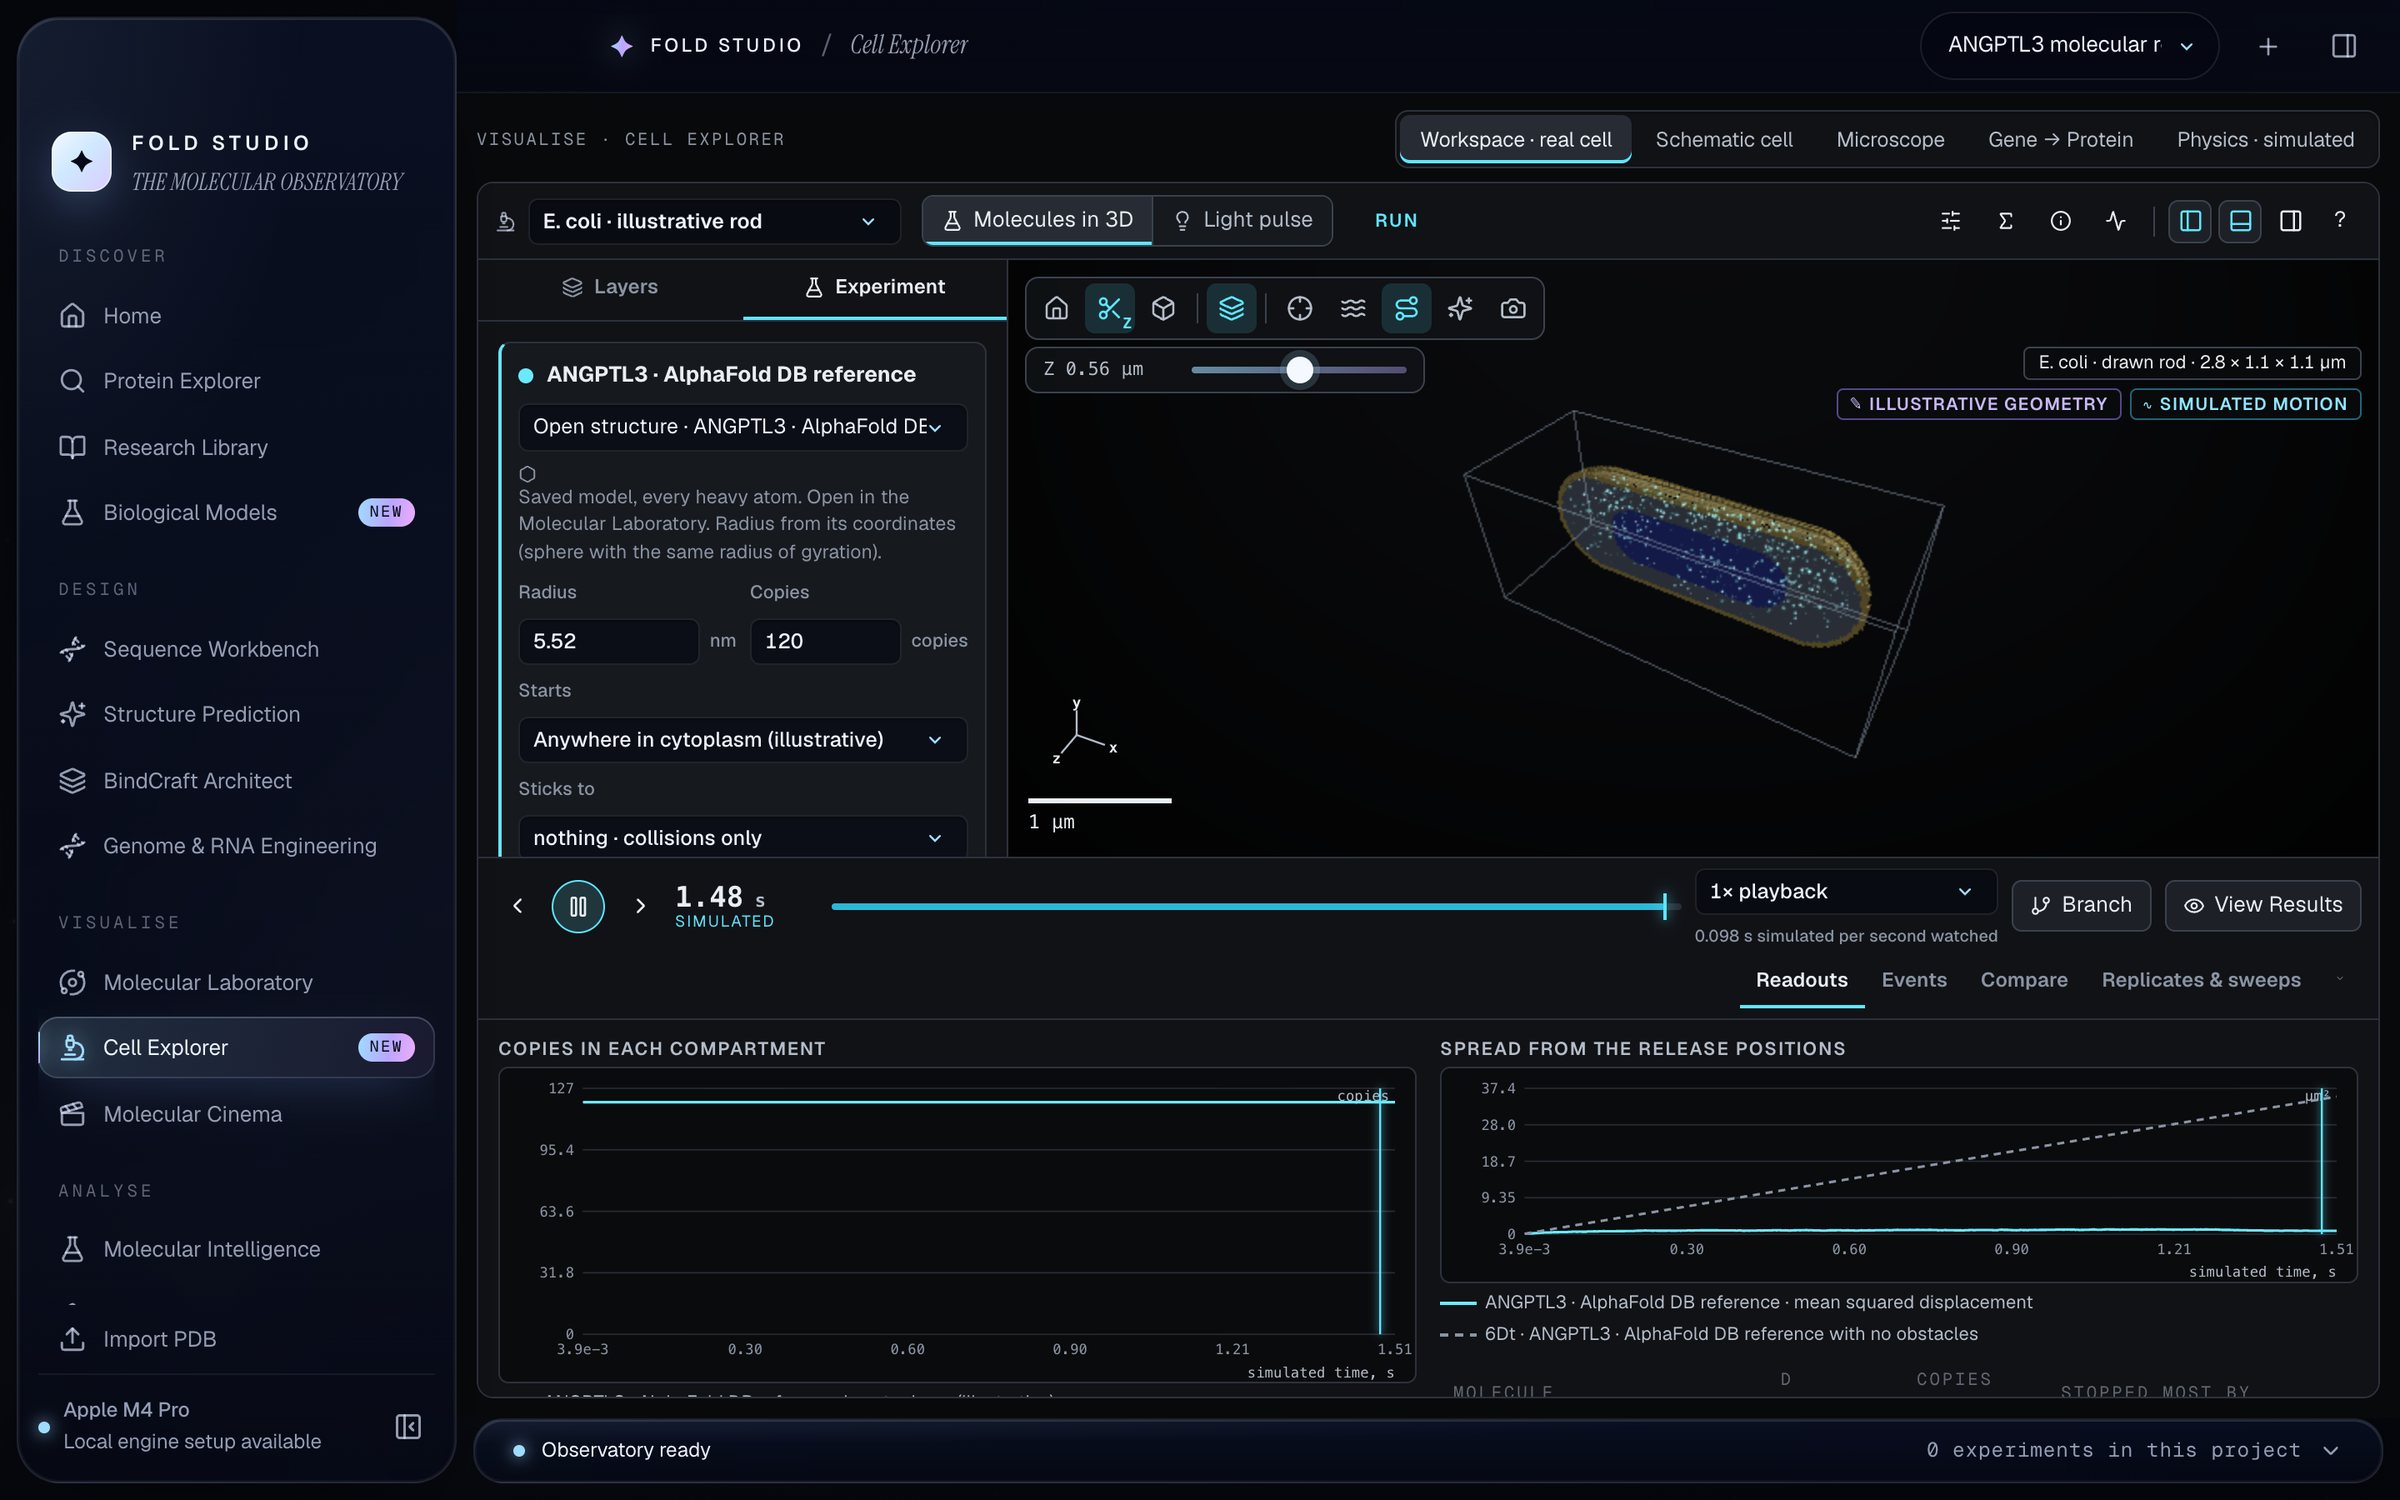 FOLD STUDIO
THE MOLECULAR OBSERVATORY
DISCOVER
Home
Protein Explorer
Research Library
Biological Models NEW
DESIGN
Sequence Workbench
Structure Prediction
BindCraft Architect
Genome & RNA Engineering
VISUALISE
Molecular Laboratory
Cell Explorer NEW
Molecular Cinema
ANALYSE
Molecular Intelligence
Import PDB
Apple M4 Pro
Local engine setup available
FOLD STUDIO / Cell Explorer
ANGPTL3 molecular r
VISUALISE · CELL EXPLORER
Workspace · real cell Schematic cell Microscope Gene → Protein Physics · simulated
E. coli · illustrative rod Molecules in 3D Light pulse RUN Σ ?
Layers Experiment
ANGPTL3 · AlphaFold DB reference
Open structure · ANGPTL3 · AlphaFold DE
Saved model, every heavy atom. Open in the
Molecular Laboratory. Radius from its coordinates
(sphere with the same radius of gyration).
Radius Copies
5.52 nm 120 copies
Starts
Anywhere in cytoplasm (illustrative)
Sticks to
nothing · collisions only
Z
Z 0.56 µm
E. coli · drawn rod · 2.8 × 1.1 × 1.1 µm
ILLUSTRATIVE GEOMETRY SIMULATED MOTION
y
x
z
1 µm
1.48 s
SIMULATED
1× playback
0.098 s simulated per second watched
Branch View Results
Readouts Events Compare Replicates & sweeps
COPIES IN EACH COMPARTMENT
127
copies
95.4
63.6
31.8
0
3.9e-3 0.30 0.60 0.90 1.21 1.51
simulated time, s
SPREAD FROM THE RELEASE POSITIONS
37.4
µm²
28.0
18.7
9.35
0
3.9e-3 0.30 0.60 0.90 1.21 1.51
simulated time, s
ANGPTL3 · AlphaFold DB reference · mean squared displacement
6Dt · ANGPTL3 · AlphaFold DB reference with no obstacles
MOLECULE D COPIES STOPPED MOST BY
Observatory ready
0 experiments in this project